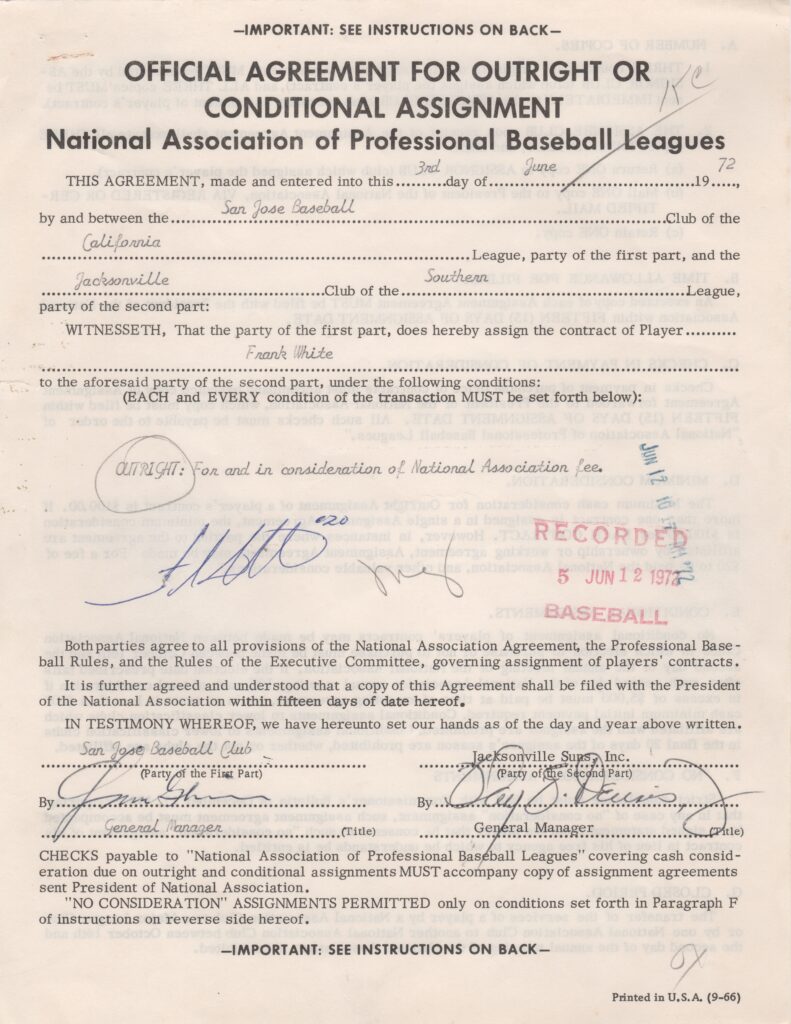 —IMPORTANT: SEE INSTRUCTIONS ON BACK—
OFFICIAL AGREEMENT FOR OUTRIGHT OR
CONDITIONAL ASSIGNMENT
KC
National Association of Professional Baseball Leagues
THIS AGREEMENT, made and entered into this 3rd day of June 19 72,
by and between the San Jose Baseball Club of the
California League, party of the first part, and the
Jacksonville Club of the Southern League,
party of the second part:
WITNESSETH, That the party of the first part, does hereby assign the contract of Player
Frank White
to the aforesaid party of the second part, under the following conditions:
(EACH and EVERY condition of the transaction MUST be set forth below):
OUTRIGHT: For and in consideration of National Association fee.
JUN 12 10 17 AM '72
#020
RECORDED
5 JUN 12 1972
BASEBALL
Both parties agree to all provisions of the National Association Agreement, the Professional Base-
ball Rules, and the Rules of the Executive Committee, governing assignment of players' contracts.
It is further agreed and understood that a copy of this Agreement shall be filed with the President
of the National Association within fifteen days of date hereof.
IN TESTIMONY WHEREOF, we have hereunto set our hands as of the day and year above written.
San Jose Baseball Club Jacksonville Suns, Inc.
(Party of the First Part) (Party of the Second Part)
By By
General Manager (Title) General Manager (Title)
CHECKS payable to "National Association of Professional Baseball Leagues" covering cash consid-
eration due on outright and conditional assignments MUST accompany copy of assignment agreements
sent President of National Association.
"NO CONSIDERATION" ASSIGNMENTS PERMITTED only on conditions set forth in Paragraph F
of instructions on reverse side hereof.
—IMPORTANT: SEE INSTRUCTIONS ON BACK—
Printed in U.S.A. (9-66)